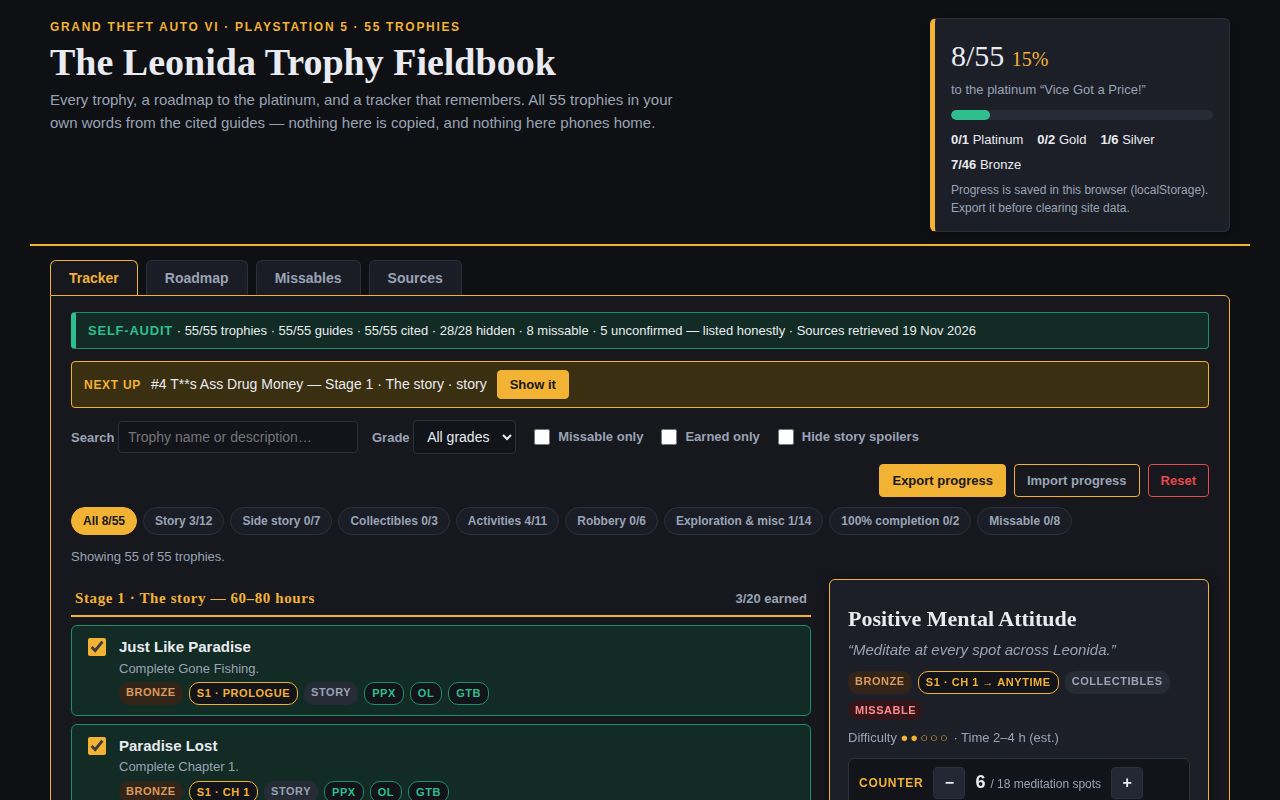 GRAND THEFT AUTO VI · PLAYSTATION 5 · 55 TROPHIES
The Leonida Trophy Fieldbook
Every trophy, a roadmap to the platinum, and a tracker that remembers. All 55 trophies in your
own words from the cited guides — nothing here is copied, and nothing here phones home.
8/55 15%
to the platinum “Vice Got a Price!”
0/1 Platinum 0/2 Gold 1/6 Silver
7/46 Bronze
Progress is saved in this browser (localStorage).
Export it before clearing site data.
Tracker Roadmap Missables Sources
SELF-AUDIT · 55/55 trophies · 55/55 guides · 55/55 cited · 28/28 hidden · 8 missable · 5 unconfirmed — listed honestly · Sources retrieved 19 Nov 2026
NEXT UP #4 T**s Ass Drug Money — Stage 1 · The story · story Show it
Search Trophy name or description… Grade All grades Missable only Earned only Hide story spoilers
Export progress Import progress Reset
All 8/55 Story 3/12 Side story 0/7 Collectibles 0/3 Activities 4/11 Robbery 0/6 Exploration & misc 1/14 100% completion 0/2 Missable 0/8
Showing 55 of 55 trophies.
Stage 1 · The story — 60–80 hours 3/20 earned
Just Like Paradise
Complete Gone Fishing.
BRONZE S1 · PROLOGUE STORY PPX OL GTB
Paradise Lost
Complete Chapter 1.
BRONZE S1 · CH 1 STORY PPX OL GTB
Positive Mental Attitude
“Meditate at every spot across Leonida.”
BRONZE S1 · CH 1 → ANYTIME COLLECTIBLES
MISSABLE
Difficulty ●●○○○ · Time 2–4 h (est.)
COUNTER − 6 / 18 meditation spots +